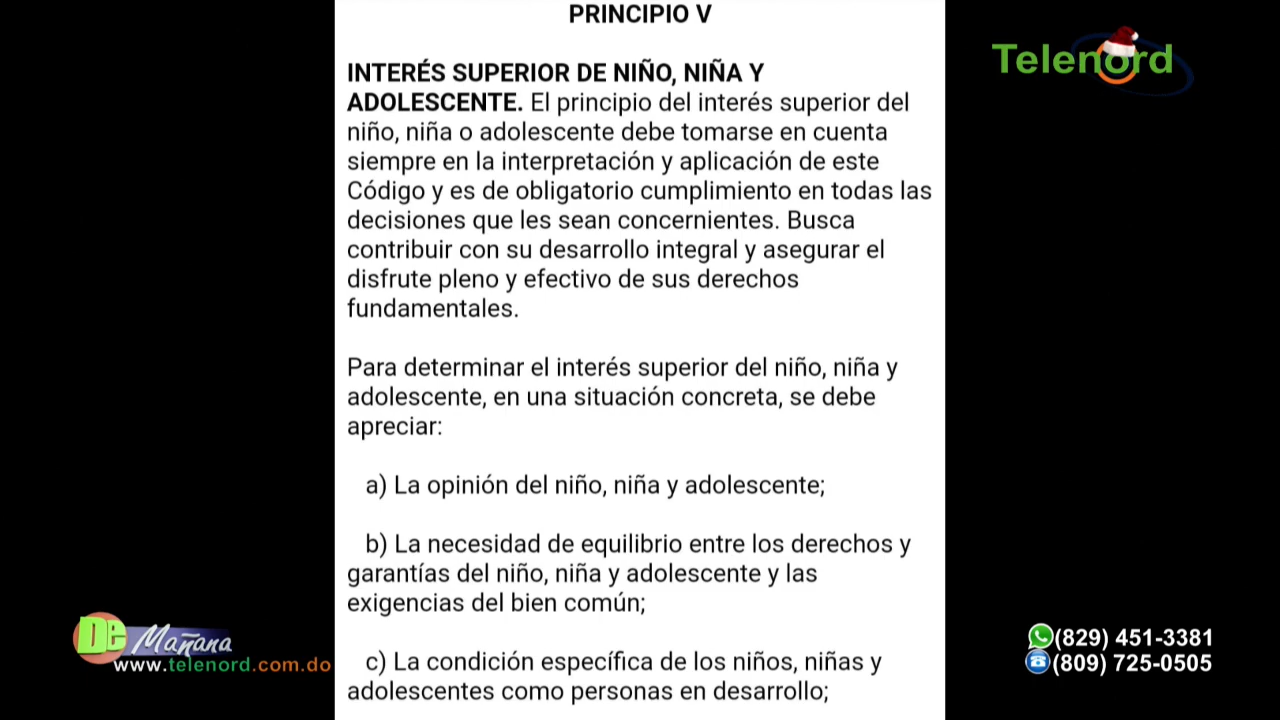 PRINCIPIO V
Telenord
INTERÉS SUPERIOR DE NIÑO, NIÑA Y
ADOLESCENTE. El principio del interés superior del
niño, niña o adolescente debe tomarse en cuenta
siempre en la interpretación y aplicación de este
Código y es de obligatorio cumplimiento en todas las
decisiones que les sean concernientes. Busca
contribuir con su desarrollo integral y asegurar el
disfrute pleno y efectivo de sus derechos
fundamentales.
Para determinar el interés superior del niño, niña y
adolescente, en una situación concreta, se debe
apreciar:
a) La opinión del niño, niña y adolescente;
b) La necesidad de equilibrio entre los derechos y
garantías del niño, niña y adolescente y las
exigencias del bien común;
c) La condición específica de los niños, niñas y
adolescentes como personas en desarrollo;
De Mañana
www.telenord.com.do
(829) 451-3381
(809) 725-0505